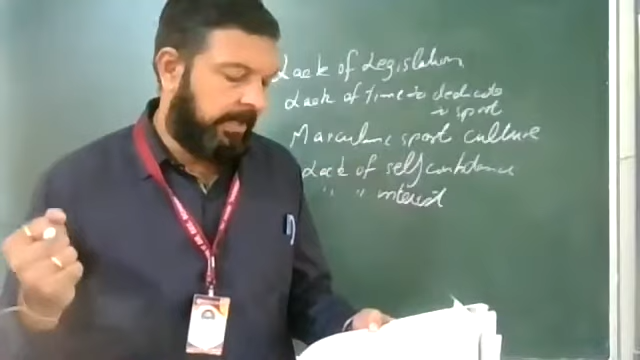 Lack of Legislation
Lack of Time to dedicate
to sport
Masculine sport culture
Lack of self confidence
" " interest